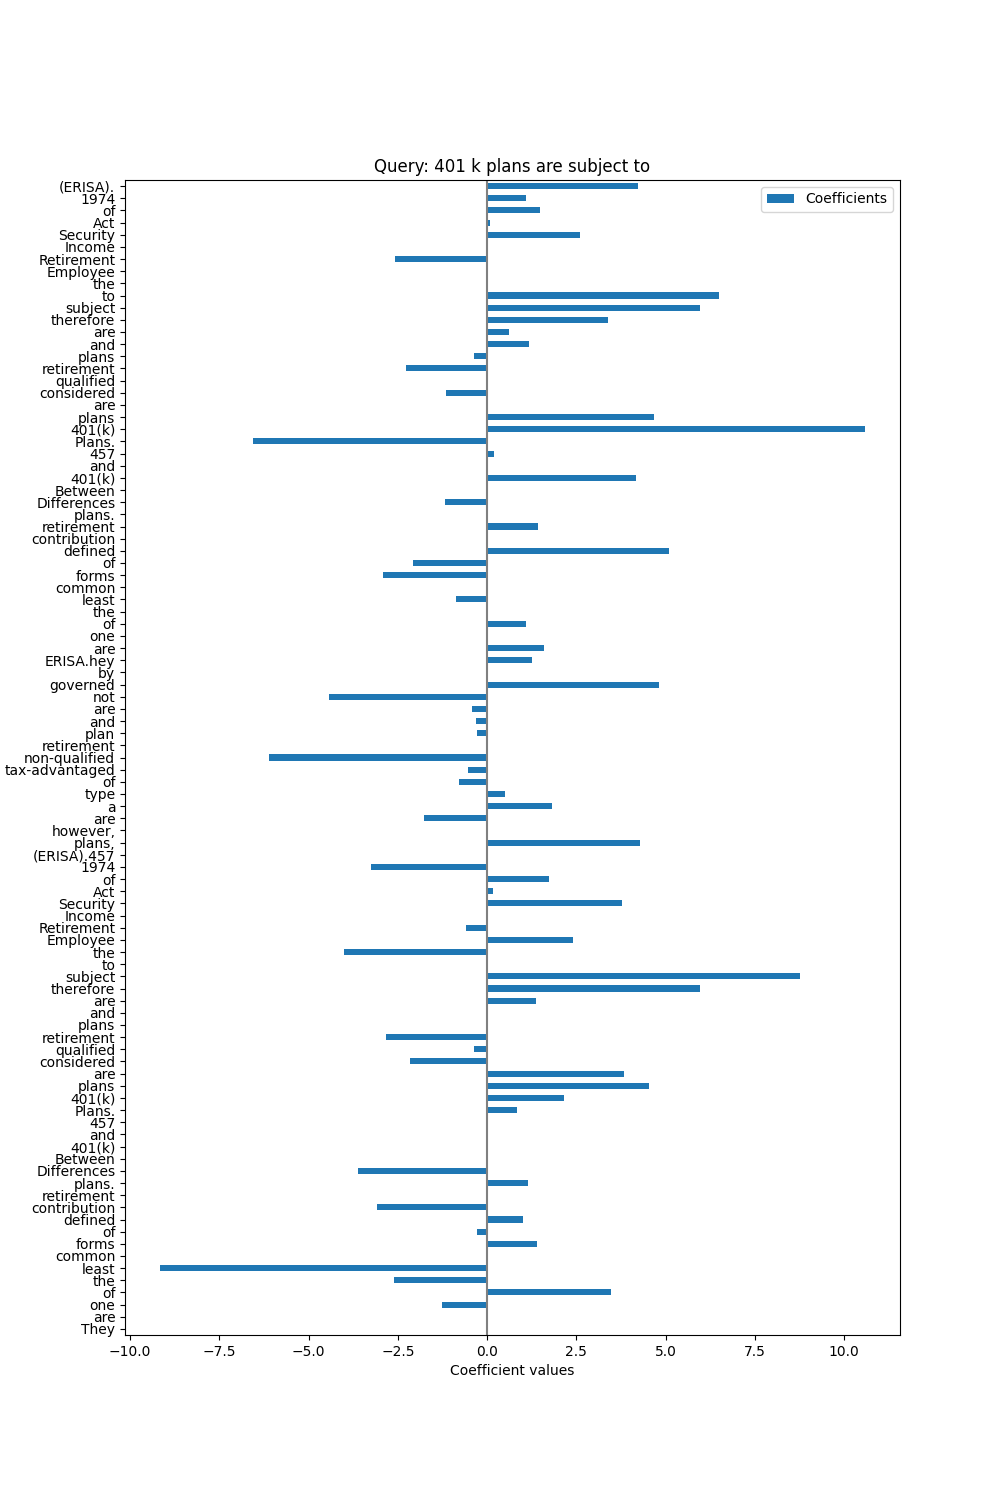 Query: 401 k plans are subject to
Coefficients
(ERISA).
1974
of
Act
Security
Income
Retirement
Employee
the
to
subject
therefore
are
and
plans
retirement
qualified
considered
are
plans
401(k)
Plans.
457
and
401(k)
Between
Differences
plans.
retirement
contribution
defined
of
forms
common
least
the
of
one
are
ERISA.hey
by
governed
not
are
and
plan
retirement
non-qualified
tax-advantaged
of
type
a
are
however,
plans,
(ERISA).457
1974
of
Act
Security
Income
Retirement
Employee
the
to
subject
therefore
are
and
plans
retirement
qualified
considered
are
plans
401(k)
Plans.
457
and
401(k)
Between
Differences
plans.
retirement
contribution
defined
of
forms
common
least
the
of
one
are
They
−10.0 −7.5 −5.0 −2.5 0.0 2.5 5.0 7.5 10.0
Coefficient values